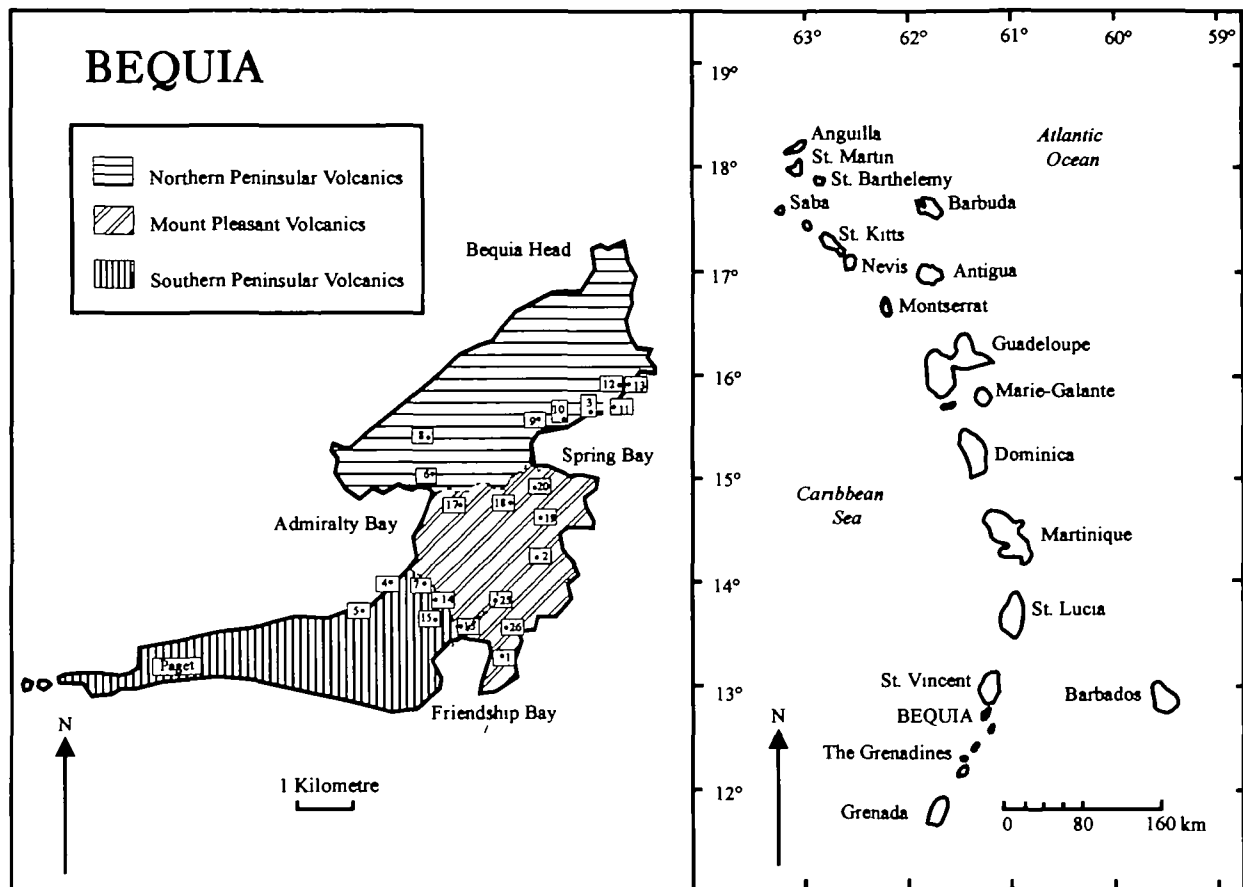 BEQUIA
Northern Peninsular Volcanics
Mount Pleasant Volcanics
Southern Peninsular Volcanics
Bequia Head
12
13
3
11
10
9
8
Spring Bay
6
20
17
18
Admiralty Bay
19
2
4
7
14
25
5
15
26
1
Paget
Friendship Bay
N
1 Kilometre
63°
62°
61°
60°
59°
19°
18°
17°
16°
15°
14°
13°
12°
Anguilla
St. Martin
St. Barthelemy
Saba
Barbuda
St. Kitts
Nevis
Antigua
Montserrat
Atlantic
Ocean
Guadeloupe
Marie-Galante
Dominica
Caribbean
Sea
Martinique
St. Lucia
St. Vincent
Barbados
BEQUIA
The Grenadines
Grenada
N
0
80
160 km